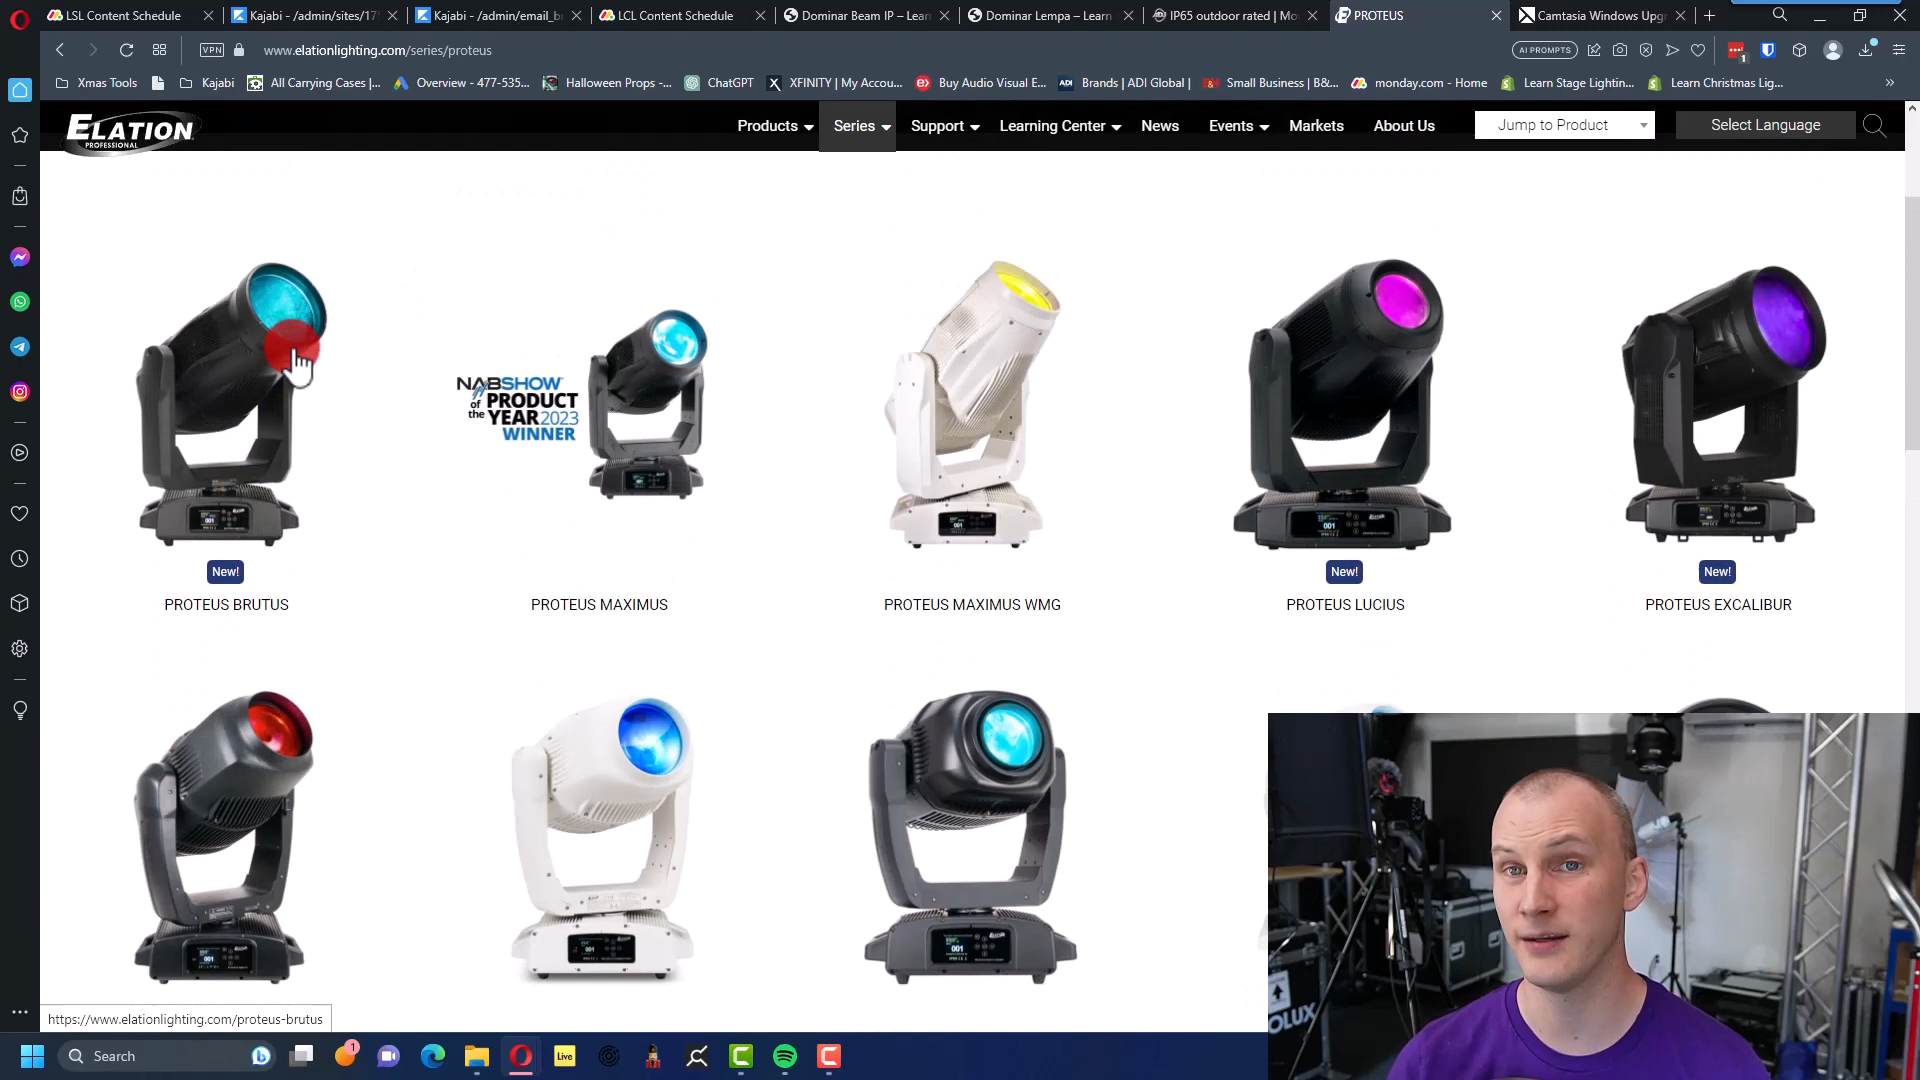 LSL Content Schedule
Kajabi - /admin/sites/17
Kajabi - /admin/email_b
LCL Content Schedule
Dominar Beam IP – Lear
Dominar Lempa – Learn
IP65 outdoor rated | Mo
PROTEUS
Camtasia Windows Upg
VPN
www.elationlighting.com/series/proteus
AI PROMPTS
1
Xmas Tools
Kajabi
All Carrying Cases |...
Overview - 477-535...
Halloween Props -...
ChatGPT
XFINITY | My Accou...
Buy Audio Visual E...
ADI
Brands | ADI Global |
Small Business | B&...
monday.com - Home
Learn Stage Lightin...
Learn Christmas Lig...
ELATION
PROFESSIONAL
Products
Series
Support
Learning Center
News
Events
Markets
About Us
Jump to Product
Select Language
NABSHOW
of the PRODUCT
YEAR 2023
WINNER
New!
New!
New!
PROTEUS BRUTUS
PROTEUS MAXIMUS
PROTEUS MAXIMUS WMG
PROTEUS LUCIUS
PROTEUS EXCALIBUR
https://www.elationlighting.com/proteus-brutus
Search
1
Live